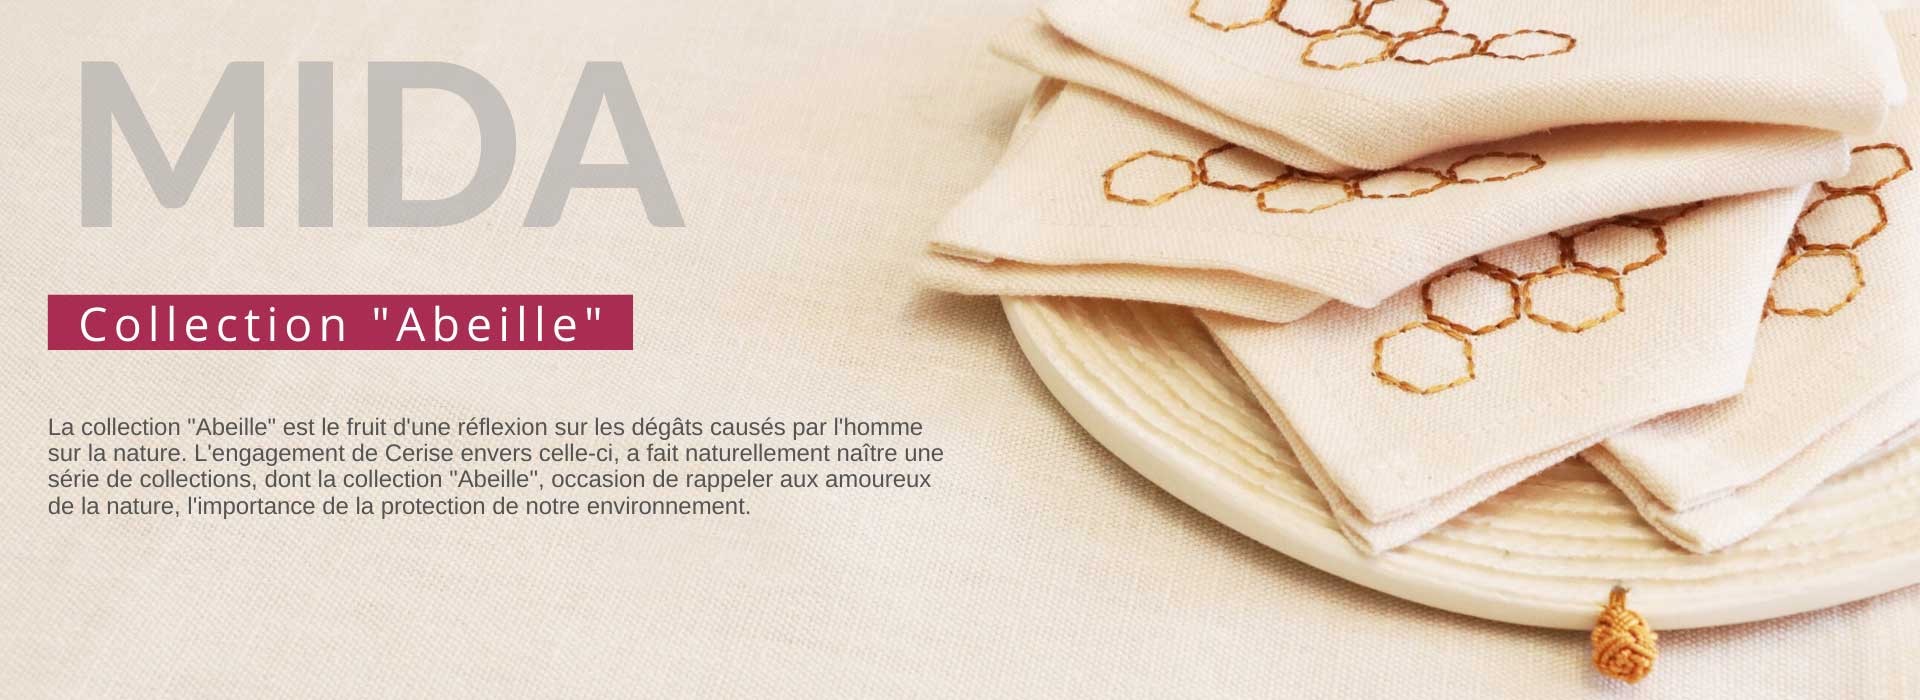 MIDA
Collection "Abeille"
La collection "Abeille" est le fruit d'une réflexion sur les dégâts causés par l'homme
sur la nature. L'engagement de Cerise envers celle-ci, a fait naturellement naître une
série de collections, dont la collection "Abeille", occasion de rappeler aux amoureux
de la nature, l'importance de la protection de notre environnement.